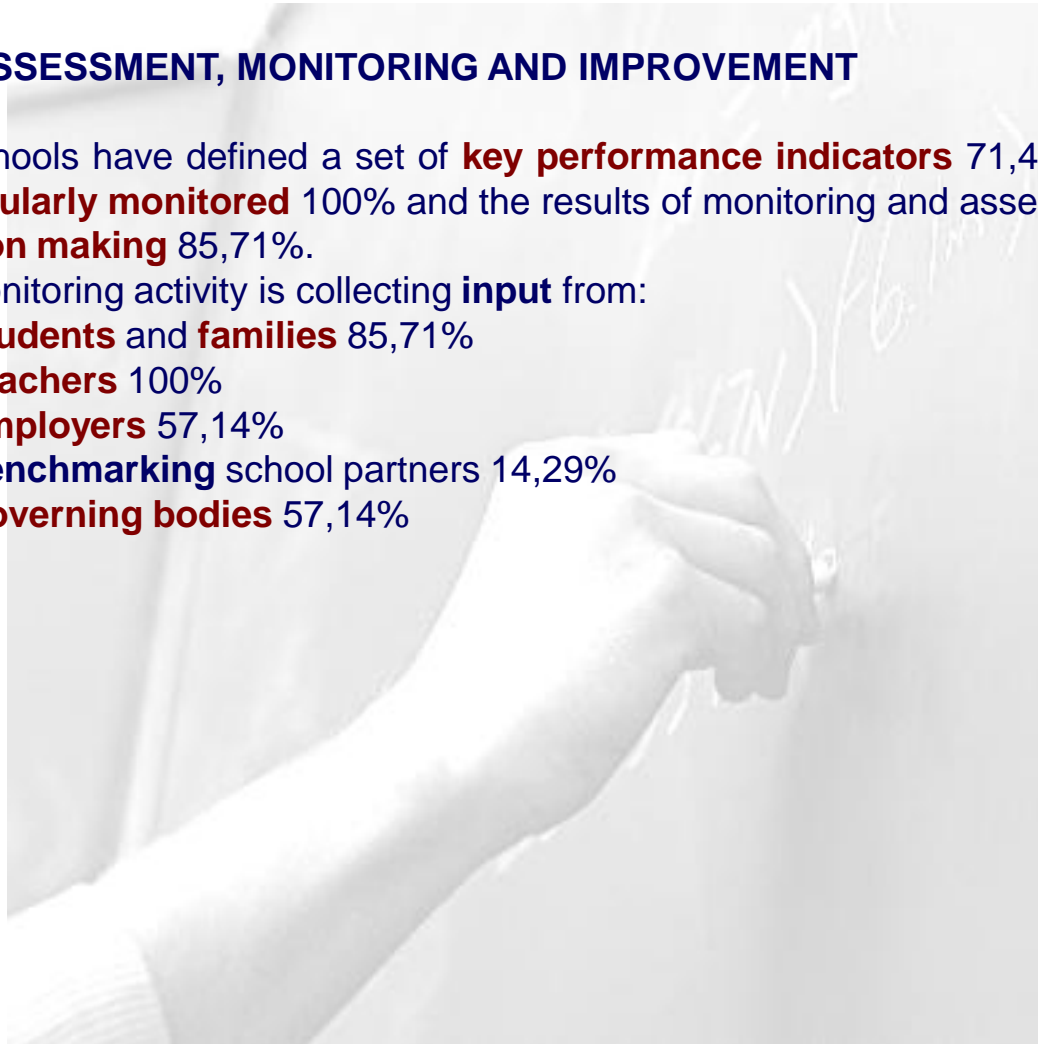 SSESSMENT, MONITORING AND IMPROVEMENT
hools have defined a set of key performance indicators 71,4
ularly monitored 100% and the results of monitoring and asse
on making 85,71%.
onitoring activity is collecting input from:
udents and families 85,71%
achers 100%
mployers 57,14%
enchmarking school partners 14,29%
overning bodies 57,14%